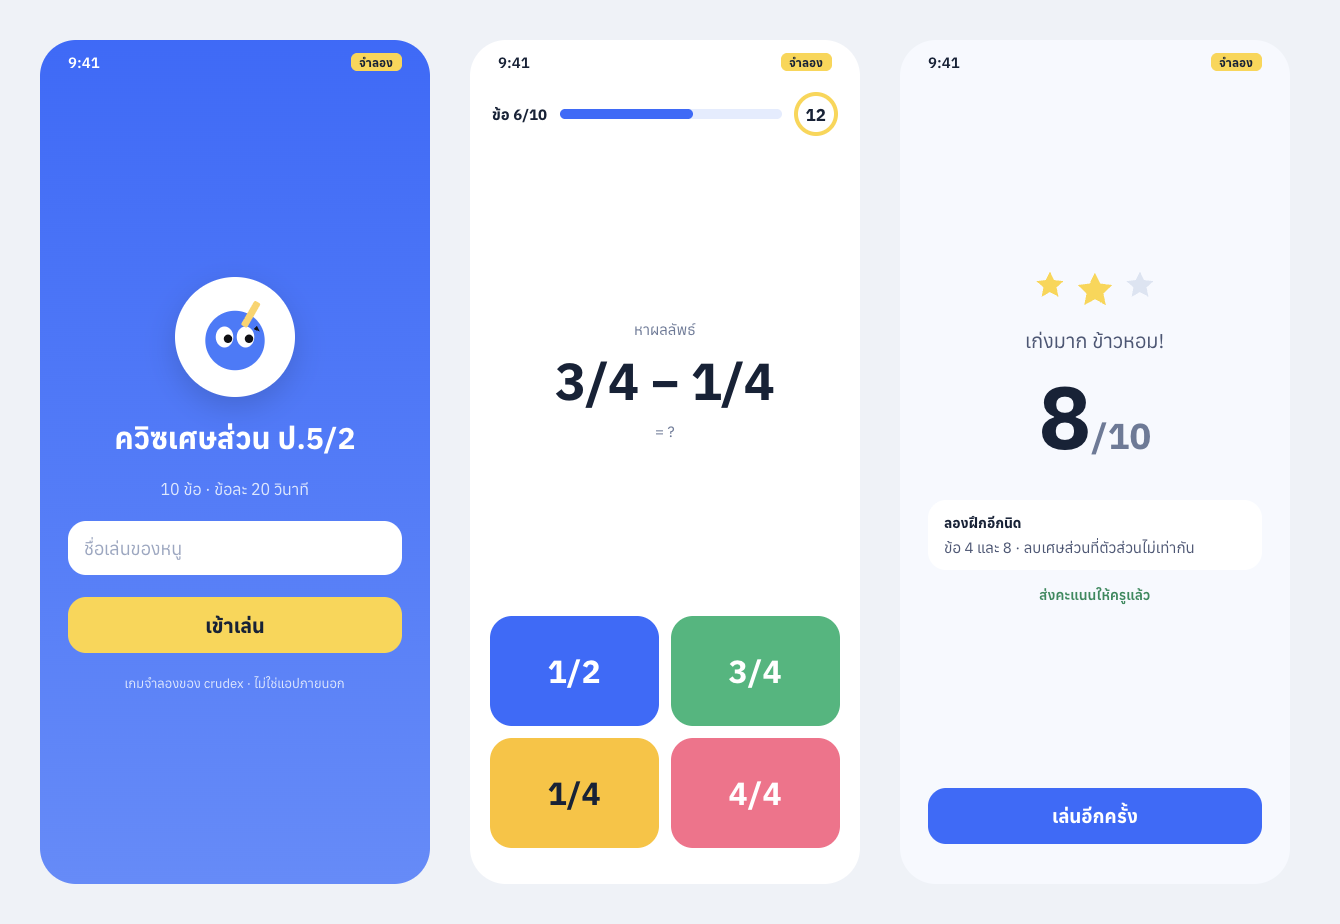 9:41
จำลอง
ควิซเศษส่วน ป.5/2
10 ข้อ · ข้อละ 20 วินาที
ชื่อเล่นของหนู
เข้าเล่น
เกมจำลองของ crudex · ไม่ใช่แอปภายนอก
9:41
จำลอง
ข้อ 6/10
12
หาผลลัพธ์
3/4 – 1/4
= ?
1/2
3/4
1/4
4/4
9:41
จำลอง
เก่งมาก ข้าวหอม!
8/10
ลองฝึกอีกนิด
ข้อ 4 และ 8 · ลบเศษส่วนที่ตัวส่วนไม่เท่ากัน
ส่งคะแนนให้ครูแล้ว
เล่นอีกครั้ง